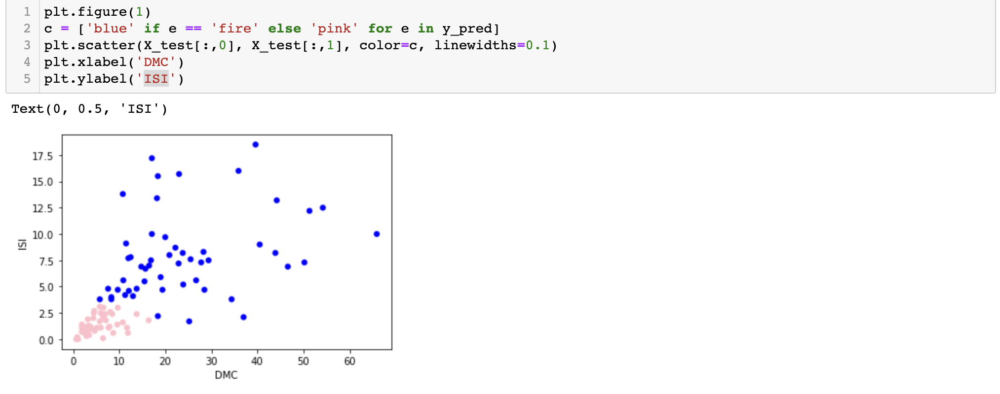 1 plt.figure(1)
2 c = ['blue' if e == 'fire' else 'pink' for e in y_pred]
3 plt.scatter(X_test[:,0], X_test[:,1], color=c, linewidths=0.1)
4 plt.xlabel('DMC')
5 plt.ylabel('ISI')
Text(0, 0.5, 'ISI')
17.5
15.0
12.5
10.0
ISI
7.5
5.0
2.5
0.0
0 10 20 30 40 50 60
DMC